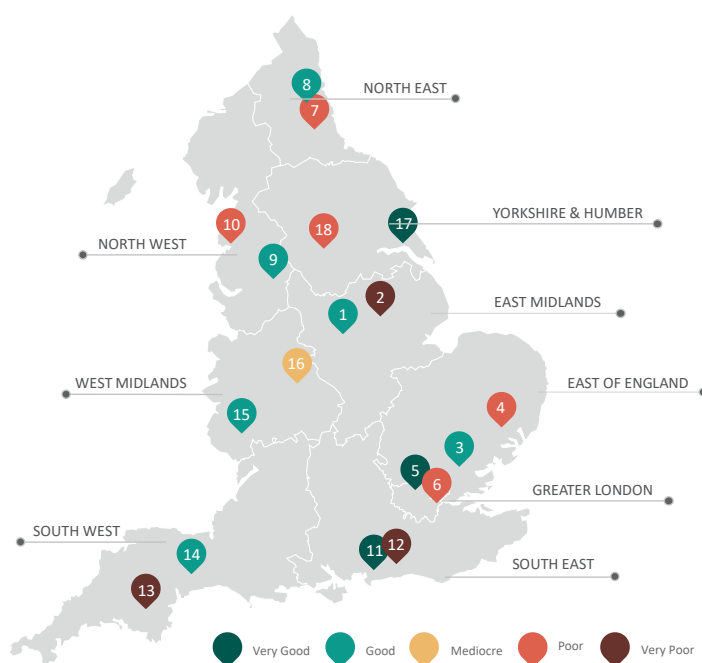 8
NORTH EAST
7
10
17
YORKSHIRE & HUMBER
18
NORTH WEST
9
2
EAST MIDLANDS
1
16
WEST MIDLANDS
EAST OF ENGLAND
4
15
3
5
6
GREATER LONDON
SOUTH WEST
12
11
14
SOUTH EAST
13
Very Good
Good
Mediocre
Poor
Very Poor